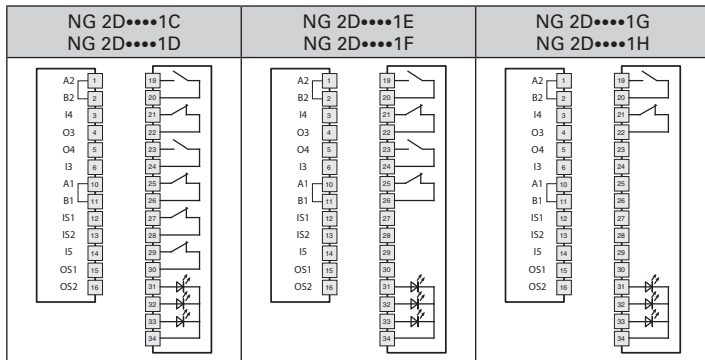 NG 2D••••1C
NG 2D••••1D
NG 2D••••1E
NG 2D••••1F
NG 2D••••1G
NG 2D••••1H
A2 1 19
B2 2 20
I4 3 21
O3 4 22
O4 5 23
I3 6 24
A1 10 25
B1 11 26
IS1 12 27
IS2 13 28
I5 14 29
OS1 15 30
OS2 16 31
32
33
34
A2 1 19
B2 2 20
I4 3 21
O3 4 22
O4 5 23
I3 6 24
A1 10 25
B1 11 26
IS1 12 27
IS2 13 28
I5 14 29
OS1 15 30
OS2 16 31
32
33
34
A2 1 19
B2 2 20
I4 3 21
O3 4 22
O4 5 23
I3 6 24
A1 10 25
B1 11 26
IS1 12 27
IS2 13 28
I5 14 29
OS1 15 30
OS2 16 31
32
33
34